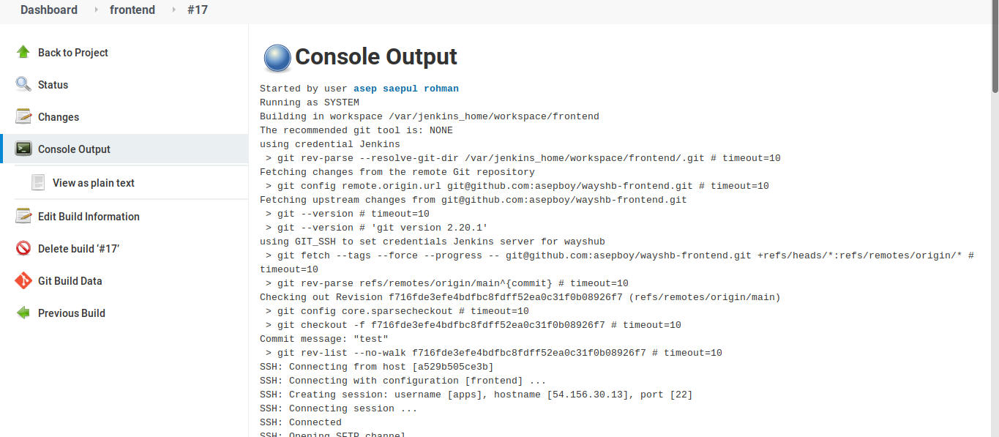 Dashboard frontend #17
Back to Project
Status
Changes
Console Output
View as plain text
Edit Build Information
Delete build ‘#17’
Git Build Data
Previous Build
Console Output
Started by user asep saepul rohman
Running as SYSTEM
Building in workspace /var/jenkins_home/workspace/frontend
The recommended git tool is: NONE
using credential Jenkins
> git rev-parse --resolve-git-dir /var/jenkins_home/workspace/frontend/.git # timeout=10
Fetching changes from the remote Git repository
> git config remote.origin.url git@github.com:asepboy/wayshb-frontend.git # timeout=10
Fetching upstream changes from git@github.com:asepboy/wayshb-frontend.git
> git --version # timeout=10
> git --version # 'git version 2.20.1'
using GIT_SSH to set credentials Jenkins server for wayshub
> git fetch --tags --force --progress -- git@github.com:asepboy/wayshb-frontend.git +refs/heads/*:refs/remotes/origin/* #
timeout=10
> git rev-parse refs/remotes/origin/main^{commit} # timeout=10
Checking out Revision f716fde3efe4bdfbc8fdff52ea0c31f0b08926f7 (refs/remotes/origin/main)
> git config core.sparsecheckout # timeout=10
> git checkout -f f716fde3efe4bdfbc8fdff52ea0c31f0b08926f7 # timeout=10
Commit message: "test"
> git rev-list --no-walk f716fde3efe4bdfbc8fdff52ea0c31f0b08926f7 # timeout=10
SSH: Connecting from host [a529b505ce3b]
SSH: Connecting with configuration [frontend] ...
SSH: Creating session: username [apps], hostname [54.156.30.13], port [22]
SSH: Connecting session ...
SSH: Connected
SSH: Opening SFTP channel